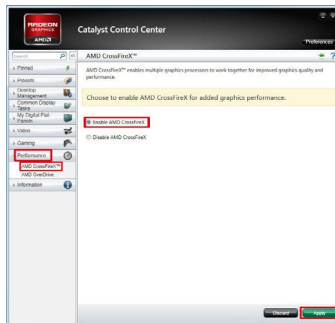 RADEON
GRAPHICS
AMD
Catalyst Control Center
Preferences
Search
AMD CrossFireX™
AMD CrossFireX™ enables multiple graphics processors to work together for improved graphics quality and
performance.
Pinned
Presets
Desktop
Management
Common Display
Tasks
My Digital Flat-
Panels
Video
Gaming
Performance
AMD CrossFireX™
AMD OverDrive
Information
Choose to enable AMD CrossFireX for added graphics performance.
Enable AMD CrossFireX
Disable AMD CrossFireX
Discard
Apply